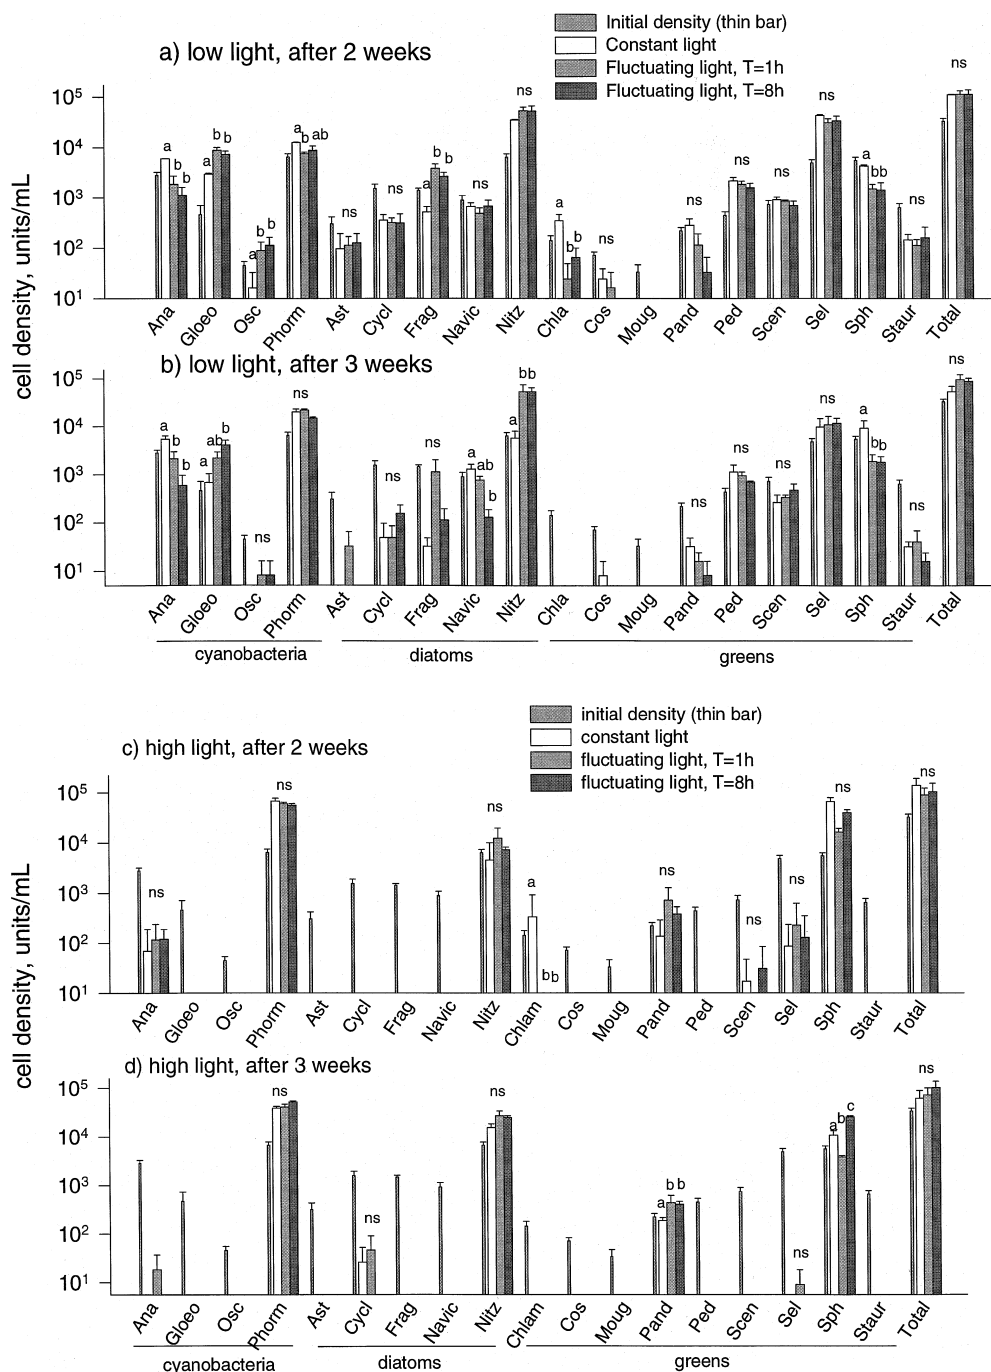 Initial density (thin bar)
a) low light, after 2 weeks
Constant light
Fluctuating light, T=1h
Fluctuating light, T=8h
cell density, units/mL
10⁵
10⁴
10³
10²
10¹
a b b
a b b
a b b
a b ab
ns
ns
a b b
ns
ns
a b b
ns
ns
ns
ns
ns
a bb
ns
ns
Ana Gloeo Osc Phorm Ast Cycl Frag Navic Nitz Chla Cos Moug Pand Ped Scen Sel Sph Staur Total
b) low light, after 3 weeks
10⁵
10⁴
10³
10²
10¹
a b b
a ab b
ns
ns
ns
ns
a ab b
a bb
ns
ns
ns
ns
a bb
ns
ns
Ana Gloeo Osc Phorm Ast Cycl Frag Navic Nitz Chla Cos Moug Pand Ped Scen Sel Sph Staur Total
cyanobacteria diatoms greens
initial density (thin bar)
constant light
c) high light, after 2 weeks
fluctuating light, T=1h
fluctuating light, T=8h
cell density, units/mL
10⁵
10⁴
10³
10²
10¹
ns
ns
ns
a bb
ns
ns
ns
ns
ns
Ana Gloeo Osc Phorm Ast Cycl Frag Navic Nitz Chlam Cos Moug Pand Ped Scen Sel Sph Staur Total
d) high light, after 3 weeks
10⁵
10⁴
10³
10²
10¹
ns
ns
ns
a b b
ns
a b c
ns
Ana Gloeo Osc Phorm Ast Cycl Frag Navic Nitz Chlam Cos Moug Pand Ped Scen Sel Sph Staur Total
cyanobacteria diatoms greens